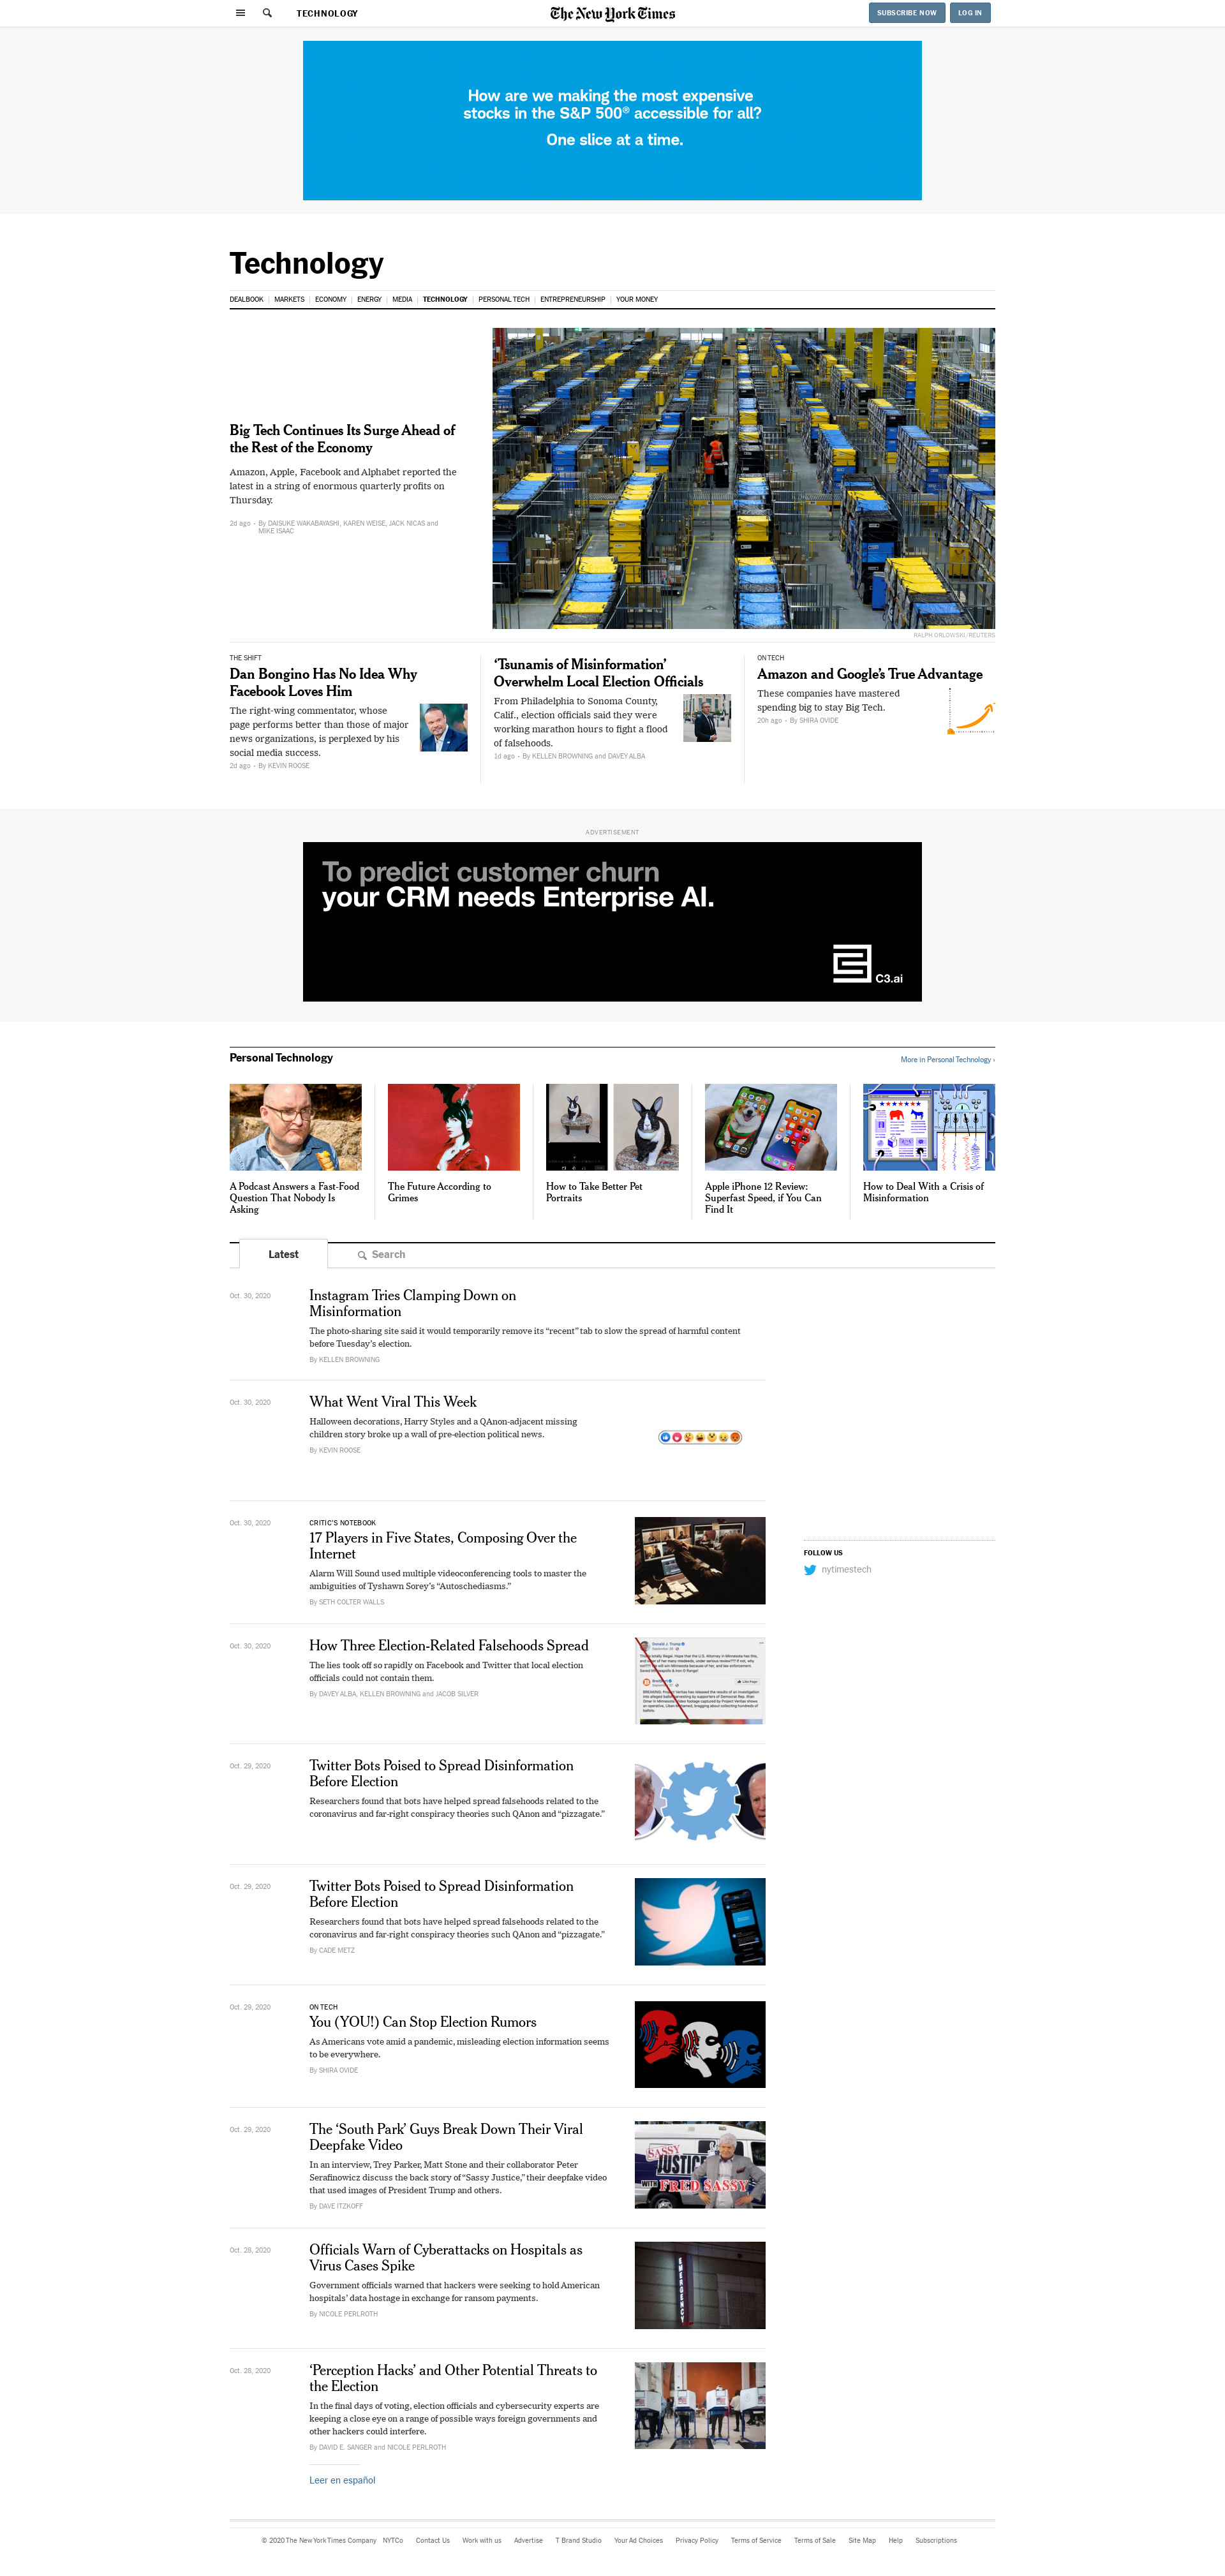 TECHNOLOGY
The New York Times
SUBSCRIBE NOW
LOG IN
How are we making the most expensive
stocks in the S&P 500® accessible for all?
One slice at a time.
Technology
DEALBOOK | MARKETS | ECONOMY | ENERGY | MEDIA | TECHNOLOGY | PERSONAL TECH | ENTREPRENEURSHIP | YOUR MONEY
Big Tech Continues Its Surge Ahead of
the Rest of the Economy
Amazon, Apple, Facebook and Alphabet reported the
latest in a string of enormous quarterly profits on
Thursday.
2d ago • By DAISUKE WAKABAYASHI, KAREN WEISE, JACK NICAS and
MIKE ISAAC
RALPH ORLOWSKI/REUTERS
THE SHIFT
Dan Bongino Has No Idea Why
Facebook Loves Him
The right-wing commentator, whose
page performs better than those of major
news organizations, is perplexed by his
social media success.
2d ago • By KEVIN ROOSE
‘Tsunamis of Misinformation’
Overwhelm Local Election Officials
From Philadelphia to Sonoma County,
Calif., election officials said they were
working marathon hours to fight a flood
of falsehoods.
1d ago • By KELLEN BROWNING and DAVEY ALBA
ON TECH
Amazon and Google’s True Advantage
These companies have mastered
spending big to stay Big Tech.
20h ago • By SHIRA OVIDE
ADVERTISEMENT
To predict customer churn
your CRM needs Enterprise AI.
C3.ai
Personal Technology
More in Personal Technology ›
A Podcast Answers a Fast-Food
Question That Nobody Is
Asking
The Future According to
Grimes
How to Take Better Pet
Portraits
Apple iPhone 12 Review:
Superfast Speed, if You Can
Find It
How to Deal With a Crisis of
Misinformation
Latest
Search
Oct. 30, 2020
Instagram Tries Clamping Down on
Misinformation
The photo-sharing site said it would temporarily remove its “recent” tab to slow the spread of harmful content
before Tuesday’s election.
By KELLEN BROWNING
Oct. 30, 2020
What Went Viral This Week
Halloween decorations, Harry Styles and a QAnon-adjacent missing
children story broke up a wall of pre-election political news.
By KEVIN ROOSE
Oct. 30, 2020
CRITIC’S NOTEBOOK
17 Players in Five States, Composing Over the
Internet
Alarm Will Sound used multiple videoconferencing tools to master the
ambiguities of Tyshawn Sorey’s “Autoschediasms.”
By SETH COLTER WALLS
FOLLOW US
nytimestech
Oct. 30, 2020
How Three Election-Related Falsehoods Spread
The lies took off so rapidly on Facebook and Twitter that local election
officials could not contain them.
By DAVEY ALBA, KELLEN BROWNING and JACOB SILVER
Donald J. Trump
Oct. 29, 2020
Twitter Bots Poised to Spread Disinformation
Before Election
Researchers found that bots have helped spread falsehoods related to the
coronavirus and far-right conspiracy theories such QAnon and “pizzagate.”
Oct. 29, 2020
Twitter Bots Poised to Spread Disinformation
Before Election
Researchers found that bots have helped spread falsehoods related to the
coronavirus and far-right conspiracy theories such QAnon and “pizzagate.”
By CADE METZ
Oct. 29, 2020
ON TECH
You (YOU!) Can Stop Election Rumors
As Americans vote amid a pandemic, misleading election information seems
to be everywhere.
By SHIRA OVIDE
Oct. 29, 2020
The ‘South Park’ Guys Break Down Their Viral
Deepfake Video
In an interview, Trey Parker, Matt Stone and their collaborator Peter
Serafinowicz discuss the back story of “Sassy Justice,” their deepfake video
that used images of President Trump and others.
By DAVE ITZKOFF
SASSY
JUSTICE
WITH FRED SASSY
Oct. 28, 2020
Officials Warn of Cyberattacks on Hospitals as
Virus Cases Spike
Government officials warned that hackers were seeking to hold American
hospitals’ data hostage in exchange for ransom payments.
By NICOLE PERLROTH
EMERGENCY
Oct. 28, 2020
‘Perception Hacks’ and Other Potential Threats to
the Election
In the final days of voting, election officials and cybersecurity experts are
keeping a close eye on a range of possible ways foreign governments and
other hackers could interfere.
By DAVID E. SANGER and NICOLE PERLROTH
Leer en español
© 2020 The New York Times Company NYTCo Contact Us Work with us Advertise T Brand Studio Your Ad Choices Privacy Policy Terms of Service Terms of Sale Site Map Help Subscriptions